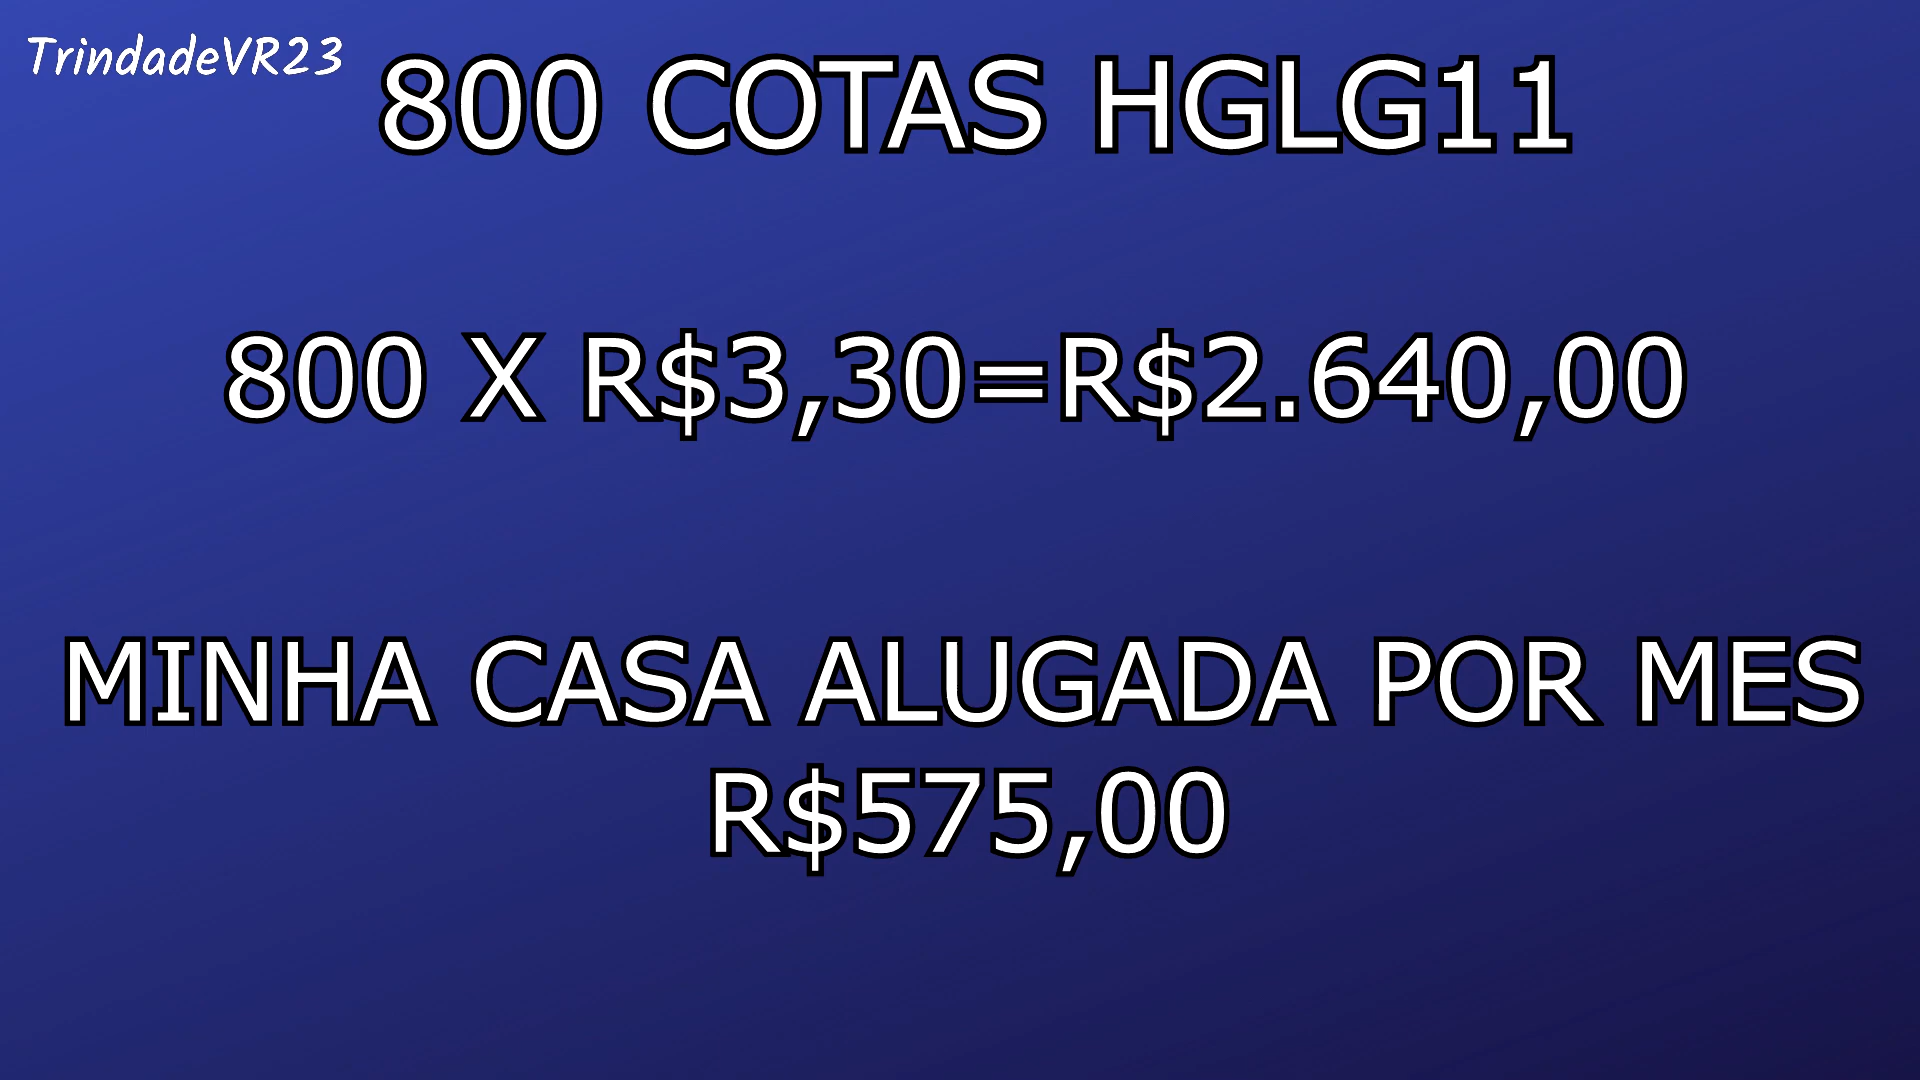 TrindadeVR23
800 COTAS HGLG11
800 X R$3,30=R$2.640,00
MINHA CASA ALUGADA POR MES
R$575,00